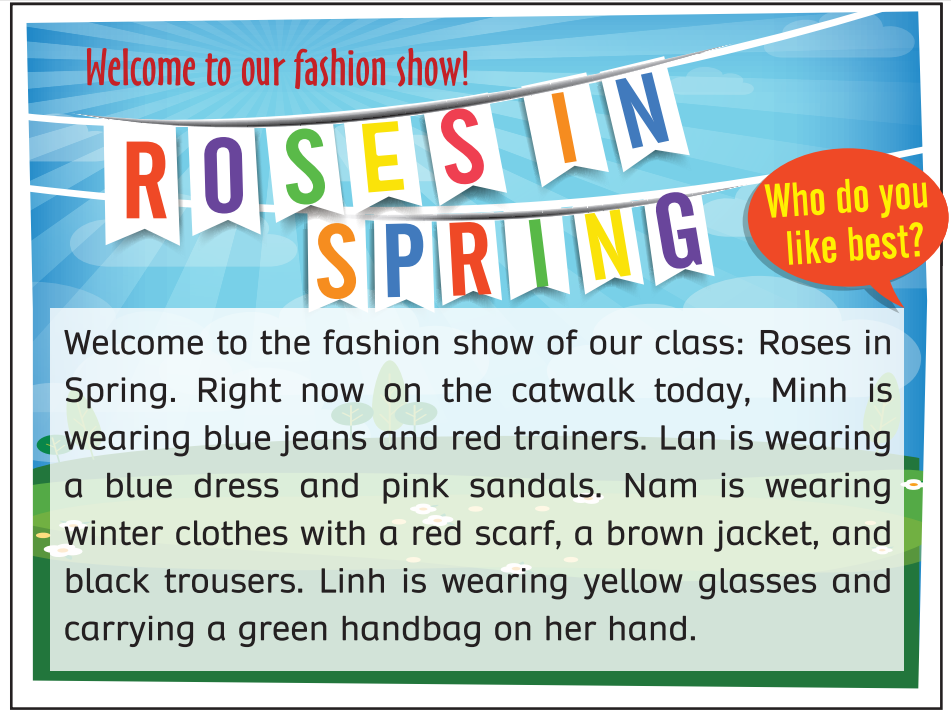 Welcome to our fashion show!
ROSES IN
SPRING
Who do you
like best?
Welcome to the fashion show of our class: Roses in
Spring. Right now on the catwalk today, Minh is
wearing blue jeans and red trainers. Lan is wearing
a blue dress and pink sandals. Nam is wearing
winter clothes with a red scarf, a brown jacket, and
black trousers. Linh is wearing yellow glasses and
carrying a green handbag on her hand.